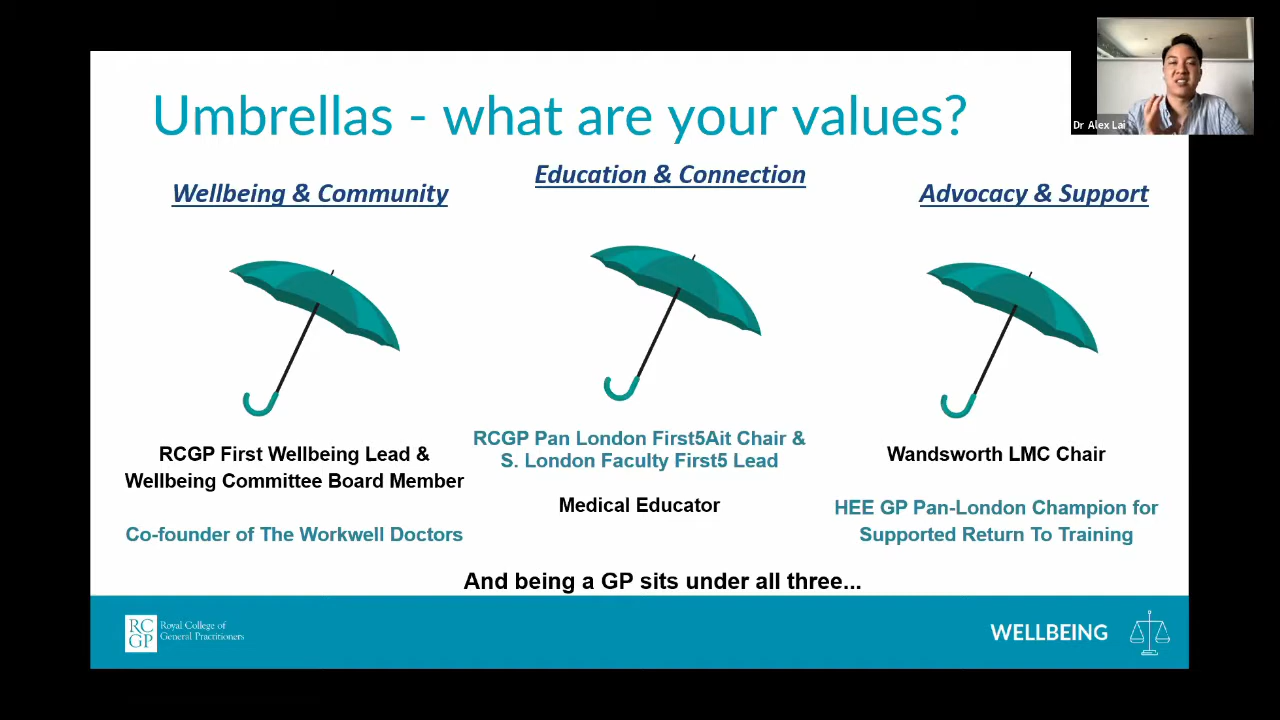 Umbrellas - what are your values?
Dr Alex Lai
Wellbeing & Community
Education & Connection
Advocacy & Support
RCGP First Wellbeing Lead &
Wellbeing Committee Board Member
Co-founder of The Workwell Doctors
RCGP Pan London First5Ait Chair &
S. London Faculty First5 Lead
Medical Educator
Wandsworth LMC Chair
HEE GP Pan-London Champion for
Supported Return To Training
And being a GP sits under all three...
RC
GP
Royal College of
General Practitioners
WELLBEING